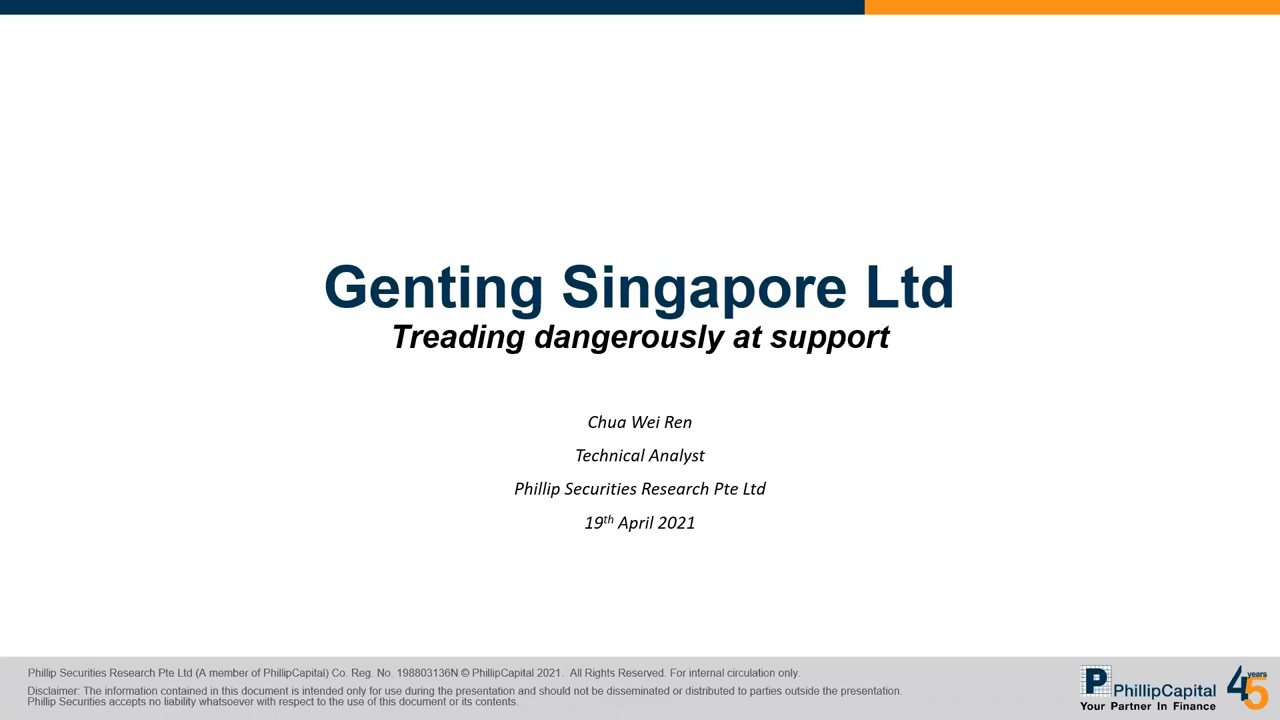 Genting Singapore Ltd
Treading dangerously at support
Chua Wei Ren
Technical Analyst
Phillip Securities Research Pte Ltd
19th April 2021
Phillip Securities Research Pte Ltd (A member of PhillipCapital) Co. Reg. No. 198803136N © PhillipCapital 2021. All Rights Reserved. For internal circulation only.
Disclaimer: The information contained in this document is intended only for use during the presentation and should not be disseminated or distributed to parties outside the presentation.
Phillip Securities accepts no liability whatsoever with respect to the use of this document or its contents.
P PhillipCapital
Your Partner In Finance
45 years